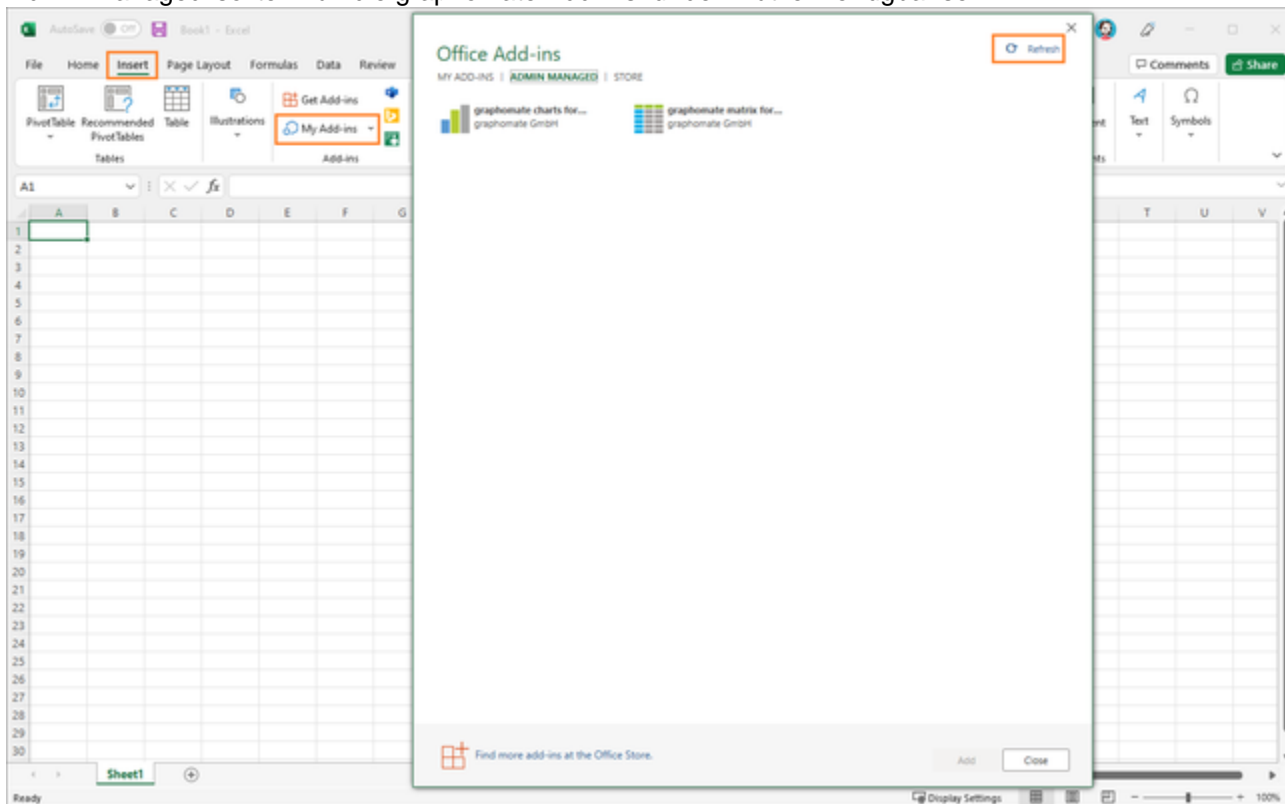 AutoSave Off Book1 - Excel
File Home Insert Page Layout Formulas Data Review
Comments Share
PivotTable Recommended PivotTables Table Illustrations
Get Add-ins
My Add-ins
Tables Add-ins
Text Symbols
A1 fx
A B C D E F G T U V
Office Add-ins
Refresh
MY ADD-INS | ADMIN MANAGED | STORE
graphomate charts for... graphomate matrix for...
graphomate GmbH graphomate GmbH
1
2
3
4
5
6
7
8
9
10
11
12
13
14
15
16
17
18
19
20
21
22
23
24
25
26
27
28
29
30
Find more add-ins at the Office Store.
Add Close
Sheet1
Ready Display Settings 100%